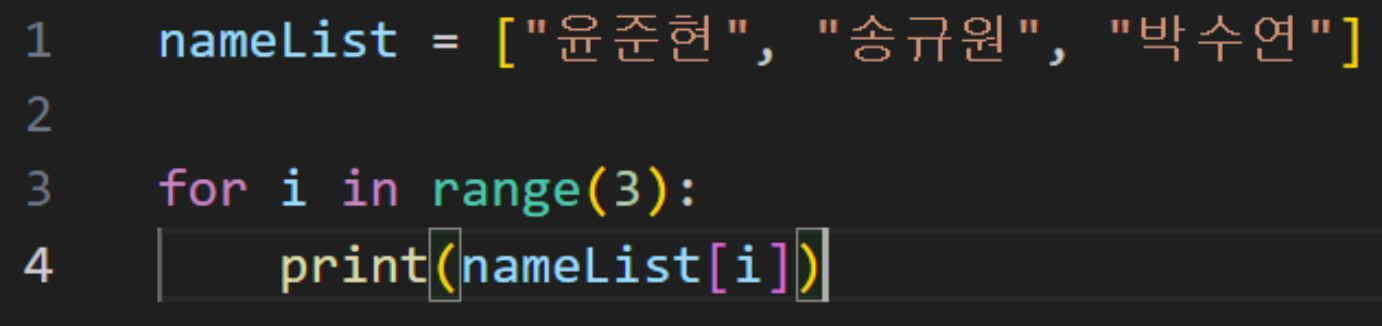 1 nameList = ["윤준현", "송규원", "박수연"]
2
3 for i in range(3):
4     print(nameList[i])